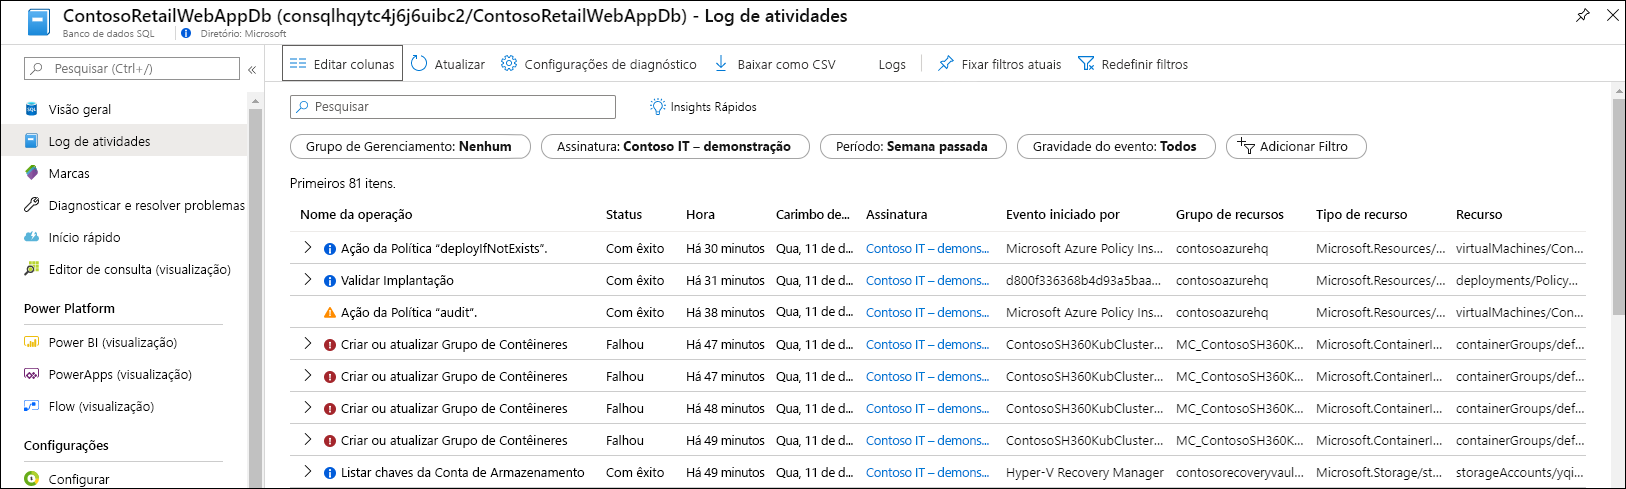 ContosoRetailWebAppDb (consqlhqytc4j6j6uibc2/ContosoRetailWebAppDb) - Log de atividades
Banco de dados SQL Diretório: Microsoft
Pesquisar (Ctrl+/)
Visão geral
Log de atividades
Marcas
Diagnosticar e resolver problemas
Início rápido
Editor de consulta (visualização)
Power Platform
Power BI (visualização)
PowerApps (visualização)
Flow (visualização)
Configurações
Configurar
Editar colunas Atualizar Configurações de diagnóstico Baixar como CSV Logs Fixar filtros atuais Redefinir filtros
Pesquisar Insights Rápidos
Grupo de Gerenciamento: Nenhum Assinatura: Contoso IT – demonstração Período: Semana passada Gravidade do evento: Todos Adicionar Filtro
Primeiros 81 itens.
Nome da operação Status Hora Carimbo de... Assinatura Evento iniciado por Grupo de recursos Tipo de recurso Recurso
Ação da Política “deployIfNotExists”. Com êxito Há 30 minutos Qua, 11 de d... Contoso IT – demons... Microsoft Azure Policy Ins... contosoazurehq Microsoft.Resources/... virtualMachines/Con...
Validar Implantação Com êxito Há 31 minutos Qua, 11 de d... Contoso IT – demons... d800f336368b4d93a5baa... contosoazurehq Microsoft.Resources/... deployments/Policy...
Ação da Política “audit”. Com êxito Há 38 minutos Qua, 11 de d... Contoso IT – demons... Microsoft Azure Policy Ins... contosoazurehq Microsoft.Resources/... virtualMachines/Con...
Criar ou atualizar Grupo de Contêineres Falhou Há 47 minutos Qua, 11 de d... Contoso IT – demons... ContosoSH360KubCluster... MC_ContosoSH360K... Microsoft.ContainerI... containerGroups/def...
Criar ou atualizar Grupo de Contêineres Falhou Há 47 minutos Qua, 11 de d... Contoso IT – demons... ContosoSH360KubCluster... MC_ContosoSH360K... Microsoft.ContainerI... containerGroups/def...
Criar ou atualizar Grupo de Contêineres Falhou Há 48 minutos Qua, 11 de d... Contoso IT – demons... ContosoSH360KubCluster... MC_ContosoSH360K... Microsoft.ContainerI... containerGroups/def...
Criar ou atualizar Grupo de Contêineres Falhou Há 49 minutos Qua, 11 de d... Contoso IT – demons... ContosoSH360KubCluster... MC_ContosoSH360K... Microsoft.ContainerI... containerGroups/def...
Listar chaves da Conta de Armazenamento Com êxito Há 49 minutos Qua, 11 de d... Contoso IT – demons... Hyper-V Recovery Manager contosorecoveryvaul... Microsoft.Storage/st... storageAccounts/yqi...